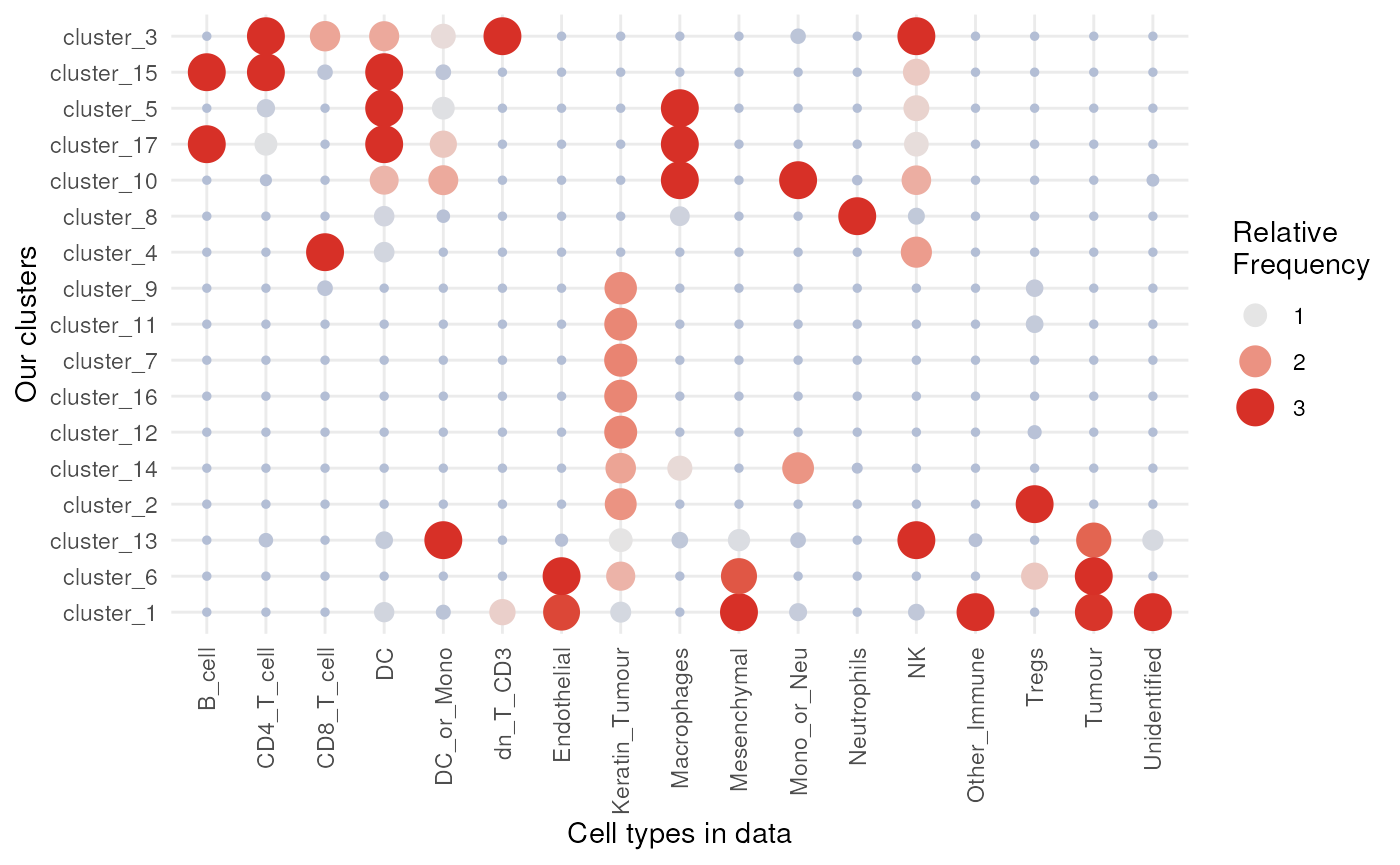 Our clusters
cluster_3
cluster_15
cluster_5
cluster_17
cluster_10
cluster_8
cluster_4
cluster_9
cluster_11
cluster_7
cluster_16
cluster_12
cluster_14
cluster_2
cluster_13
cluster_6
cluster_1
B_cell
CD4_T_cell
CD8_T_cell
DC
DC_or_Mono
dn_T_CD3
Endothelial
Keratin_Tumour
Macrophages
Mesenchymal
Mono_or_Neu
Neutrophils
NK
Other_Immune
Tregs
Tumour
Unidentified
Cell types in data
Relative
Frequency
1
2
3